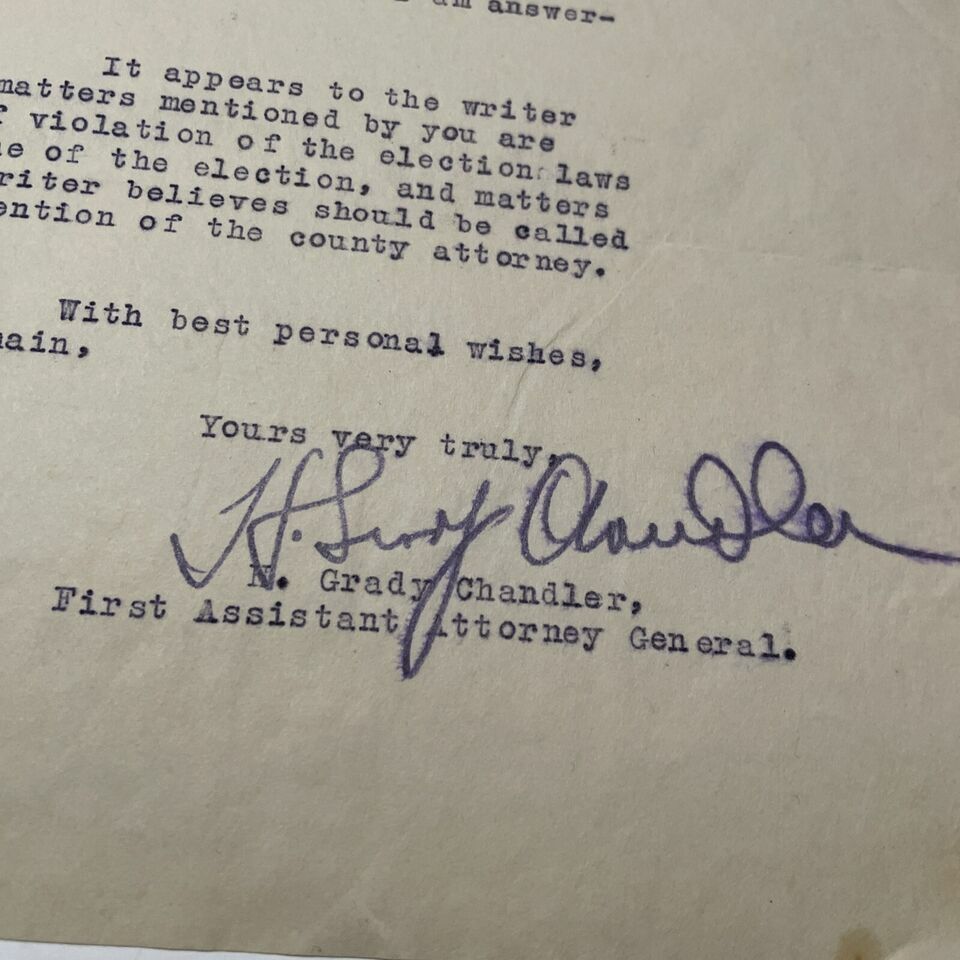 I am answer-
It appears to the writer
matters mentioned by you are
f violation of the election laws
e of the election, and matters
riter believes should be called
ention of the county attorney.
With best personal wishes,
main,
Yours very truly,
H. Grady Chandler
H. Grady Chandler,
First Assistant Attorney General.